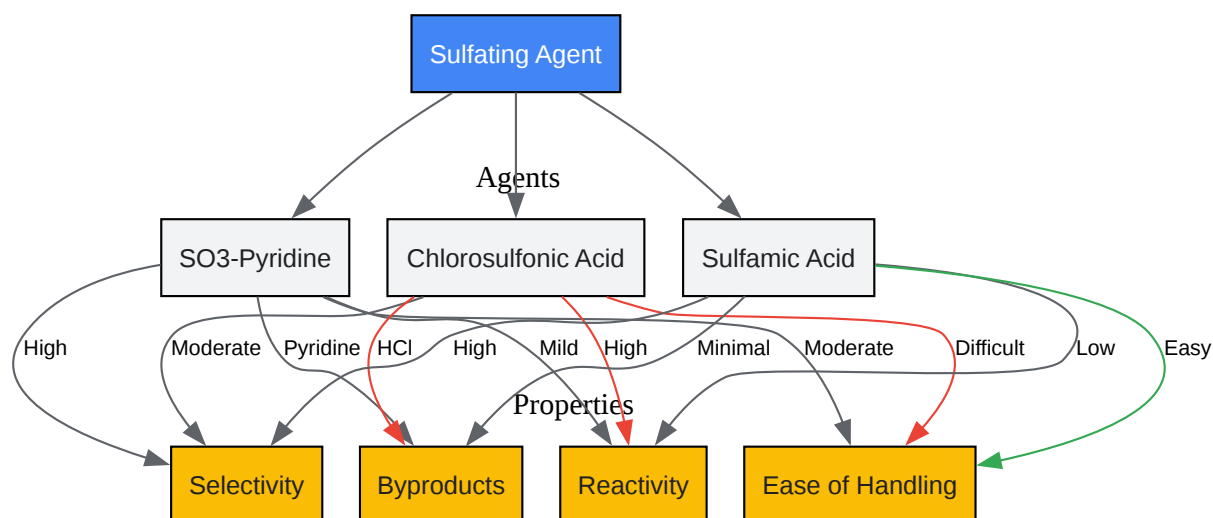 Sulfating Agent
Agents
SO3-Pyridine
Chlorosulfonic Acid
Sulfamic Acid
High
Moderate
Pyridine
HCl
High
Mild
High
Minimal
Moderate
Difficult
Low
Easy
Properties
Selectivity
Byproducts
Reactivity
Ease of Handling